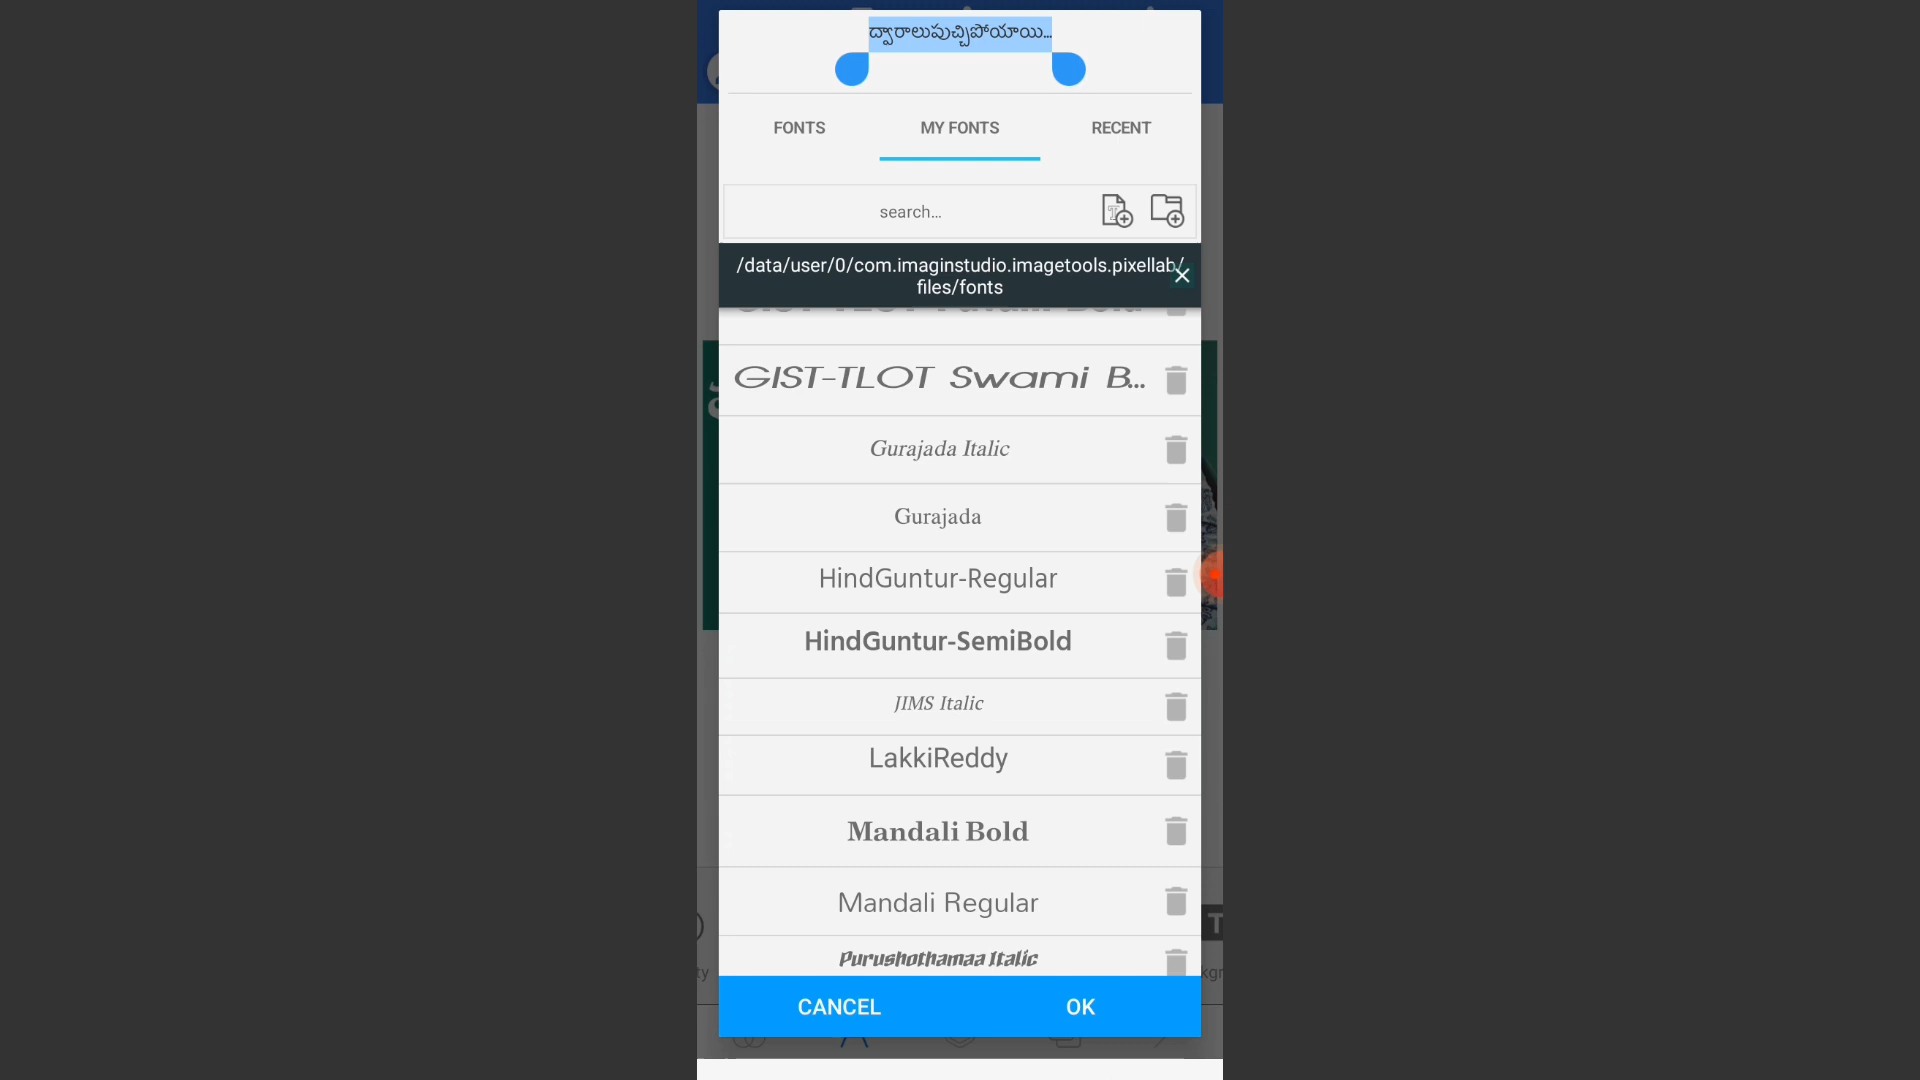 ద్వారాలుపుచ్చిపోయాయి...
FONTS MY FONTS RECENT
search...
/data/user/0/com.imaginstudio.imagetools.pixellab/
files/fonts
GIST-TLOT Swami B...
Gurajada Italic
Gurajada
HindGuntur-Regular
HindGuntur-SemiBold
JIMS Italic
LakkiReddy
Mandali Bold
Mandali Regular
Purushothamaa Italic
CANCEL OK